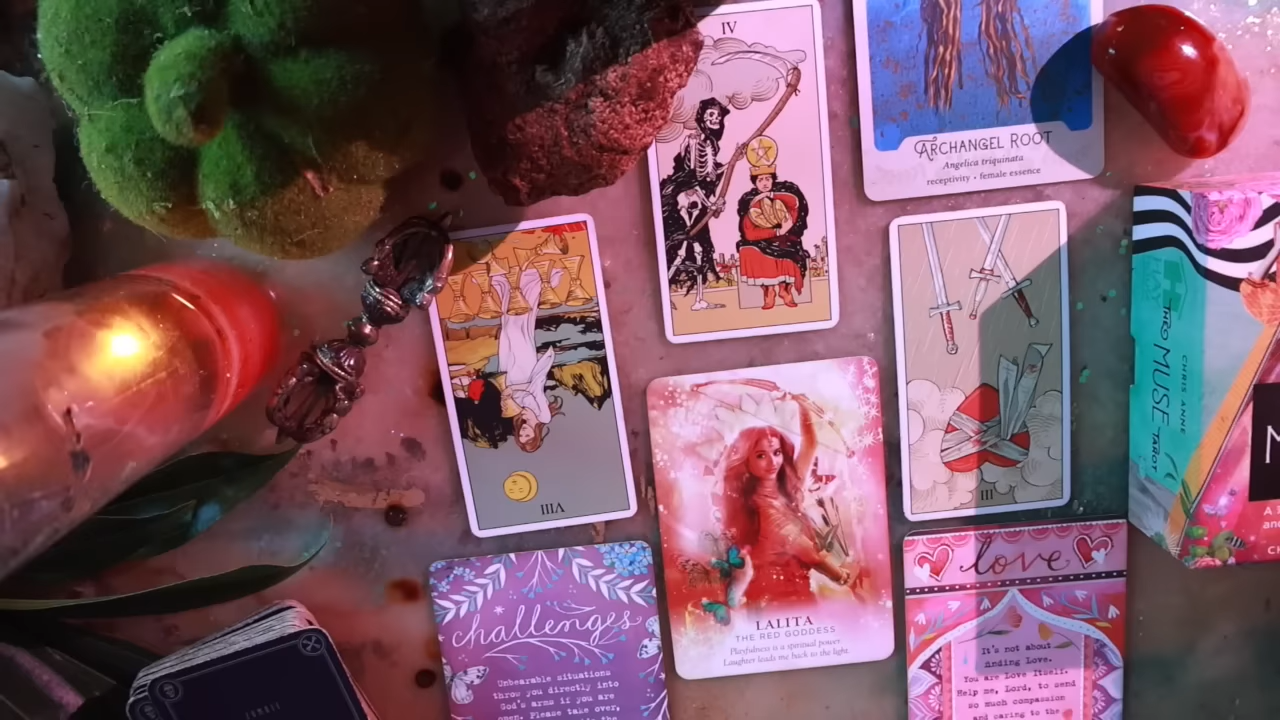 IV
ARCHANGEL ROOT
Angelica triquinata
receptivity • female essence
VIII
III
LALITA
THE RED GODDESS
Playfulness is a spiritual power.
Laughter leads me back to the light.
challenges
Unbearable situations
throw you directly into
God's arms if you are
open. Please take over,
love
It's not about
finding Love.
You are Love Itself.
Help me, Lord, to send
so much compassion
and caring to the
THE MUSE TAROT
CHRIS-ANNE